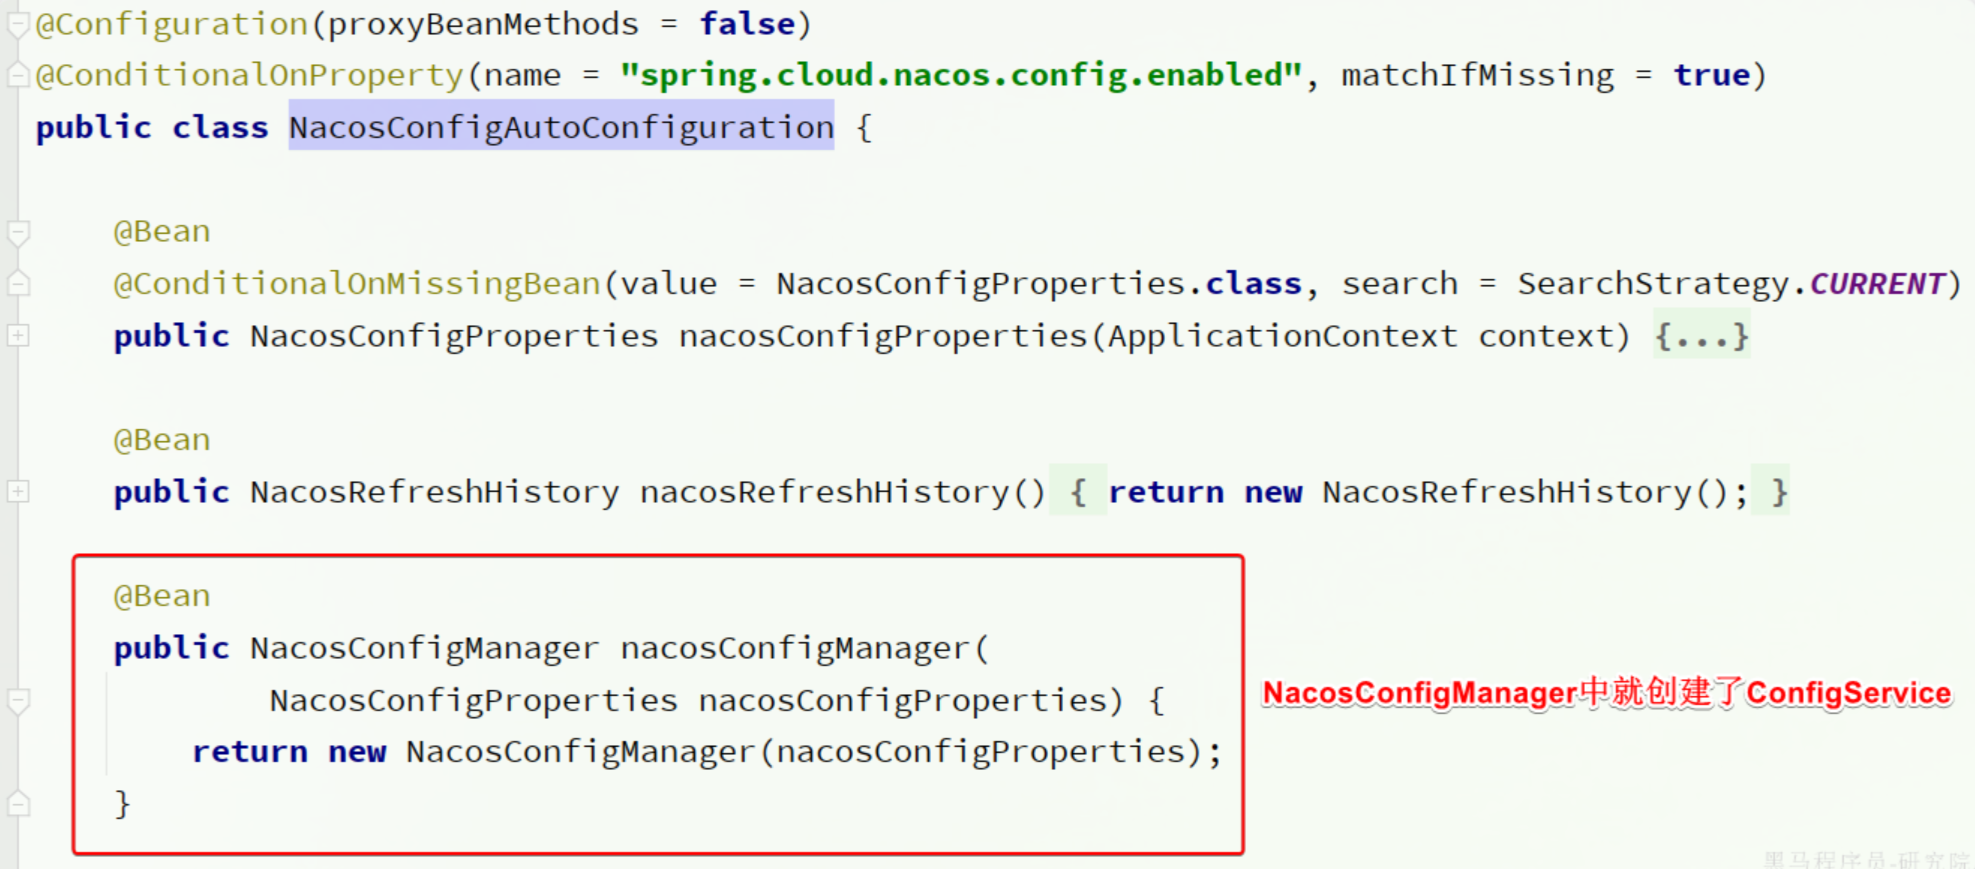 @Configuration(proxyBeanMethods = false)
@ConditionalOnProperty(name = "spring.cloud.nacos.config.enabled", matchIfMissing = true)
public class NacosConfigAutoConfiguration {
@Bean
@ConditionalOnMissingBean(value = NacosConfigProperties.class, search = SearchStrategy.CURRENT)
public NacosConfigProperties nacosConfigProperties(ApplicationContext context) {...}
@Bean
public NacosRefreshHistory nacosRefreshHistory() { return new NacosRefreshHistory(); }
@Bean
public NacosConfigManager nacosConfigManager(
NacosConfigProperties nacosConfigProperties) {
return new NacosConfigManager(nacosConfigProperties);
}
NacosConfigManager中就创建了ConfigService
黑马程序员-研究院